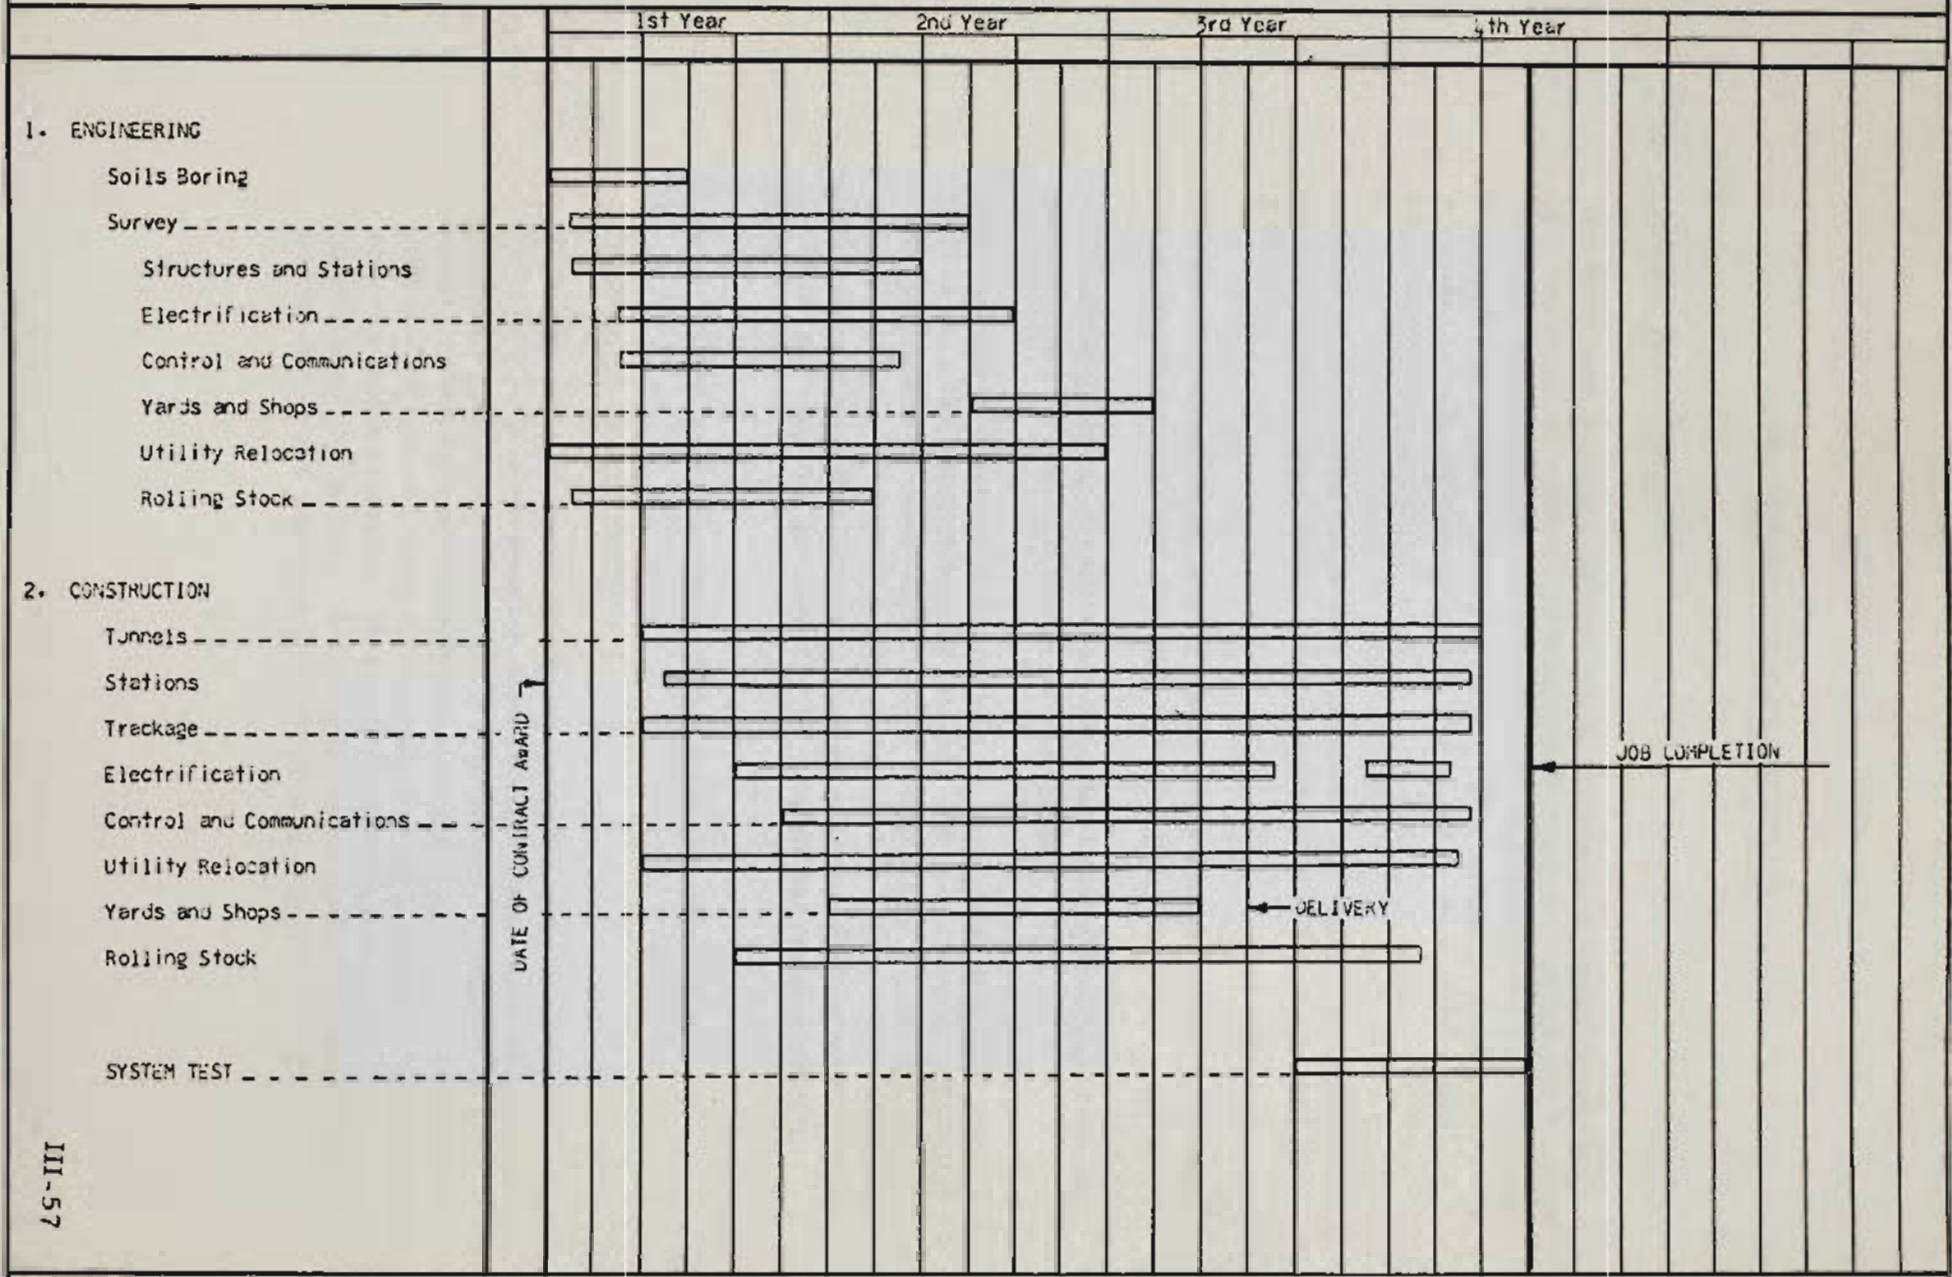 1st Year 2nd Year 3rd Year 4th Year
1. ENGINEERING
Soils Boring
Survey
Structures and Stations
Electrification
Control and Communications
Yards and Shops
Utility Relocation
Rolling Stock
2. CONSTRUCTION
Tunnels
Stations
Trackage
Electrification
Control and Communications
Utility Relocation
Yards and Shops
Rolling Stock
SYSTEM TEST
DATE OF CONTRACT AWARD
DELIVERY
JOB COMPLETION
III-57